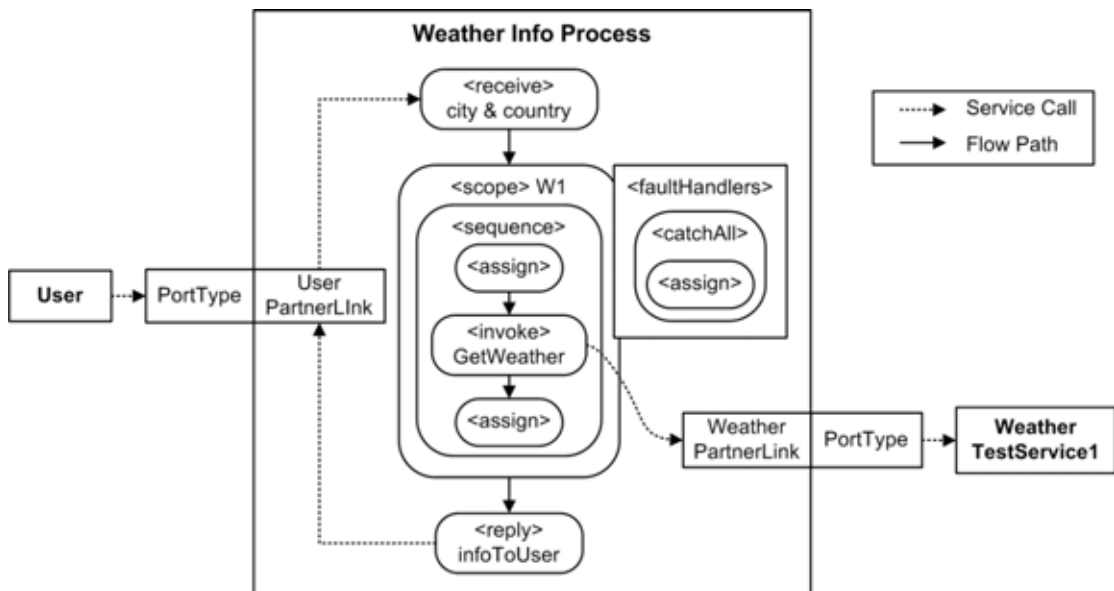 Weather Info Process
<receive>
city & country
Service Call
Flow Path
<scope> W1
<faultHandlers>
<sequence>
<catchAll>
<assign>
<assign>
User
PortType
User
PartnerLInk
<invoke>
GetWeather
<assign>
Weather
PartnerLink
PortType
Weather
TestService1
<reply>
infoToUser